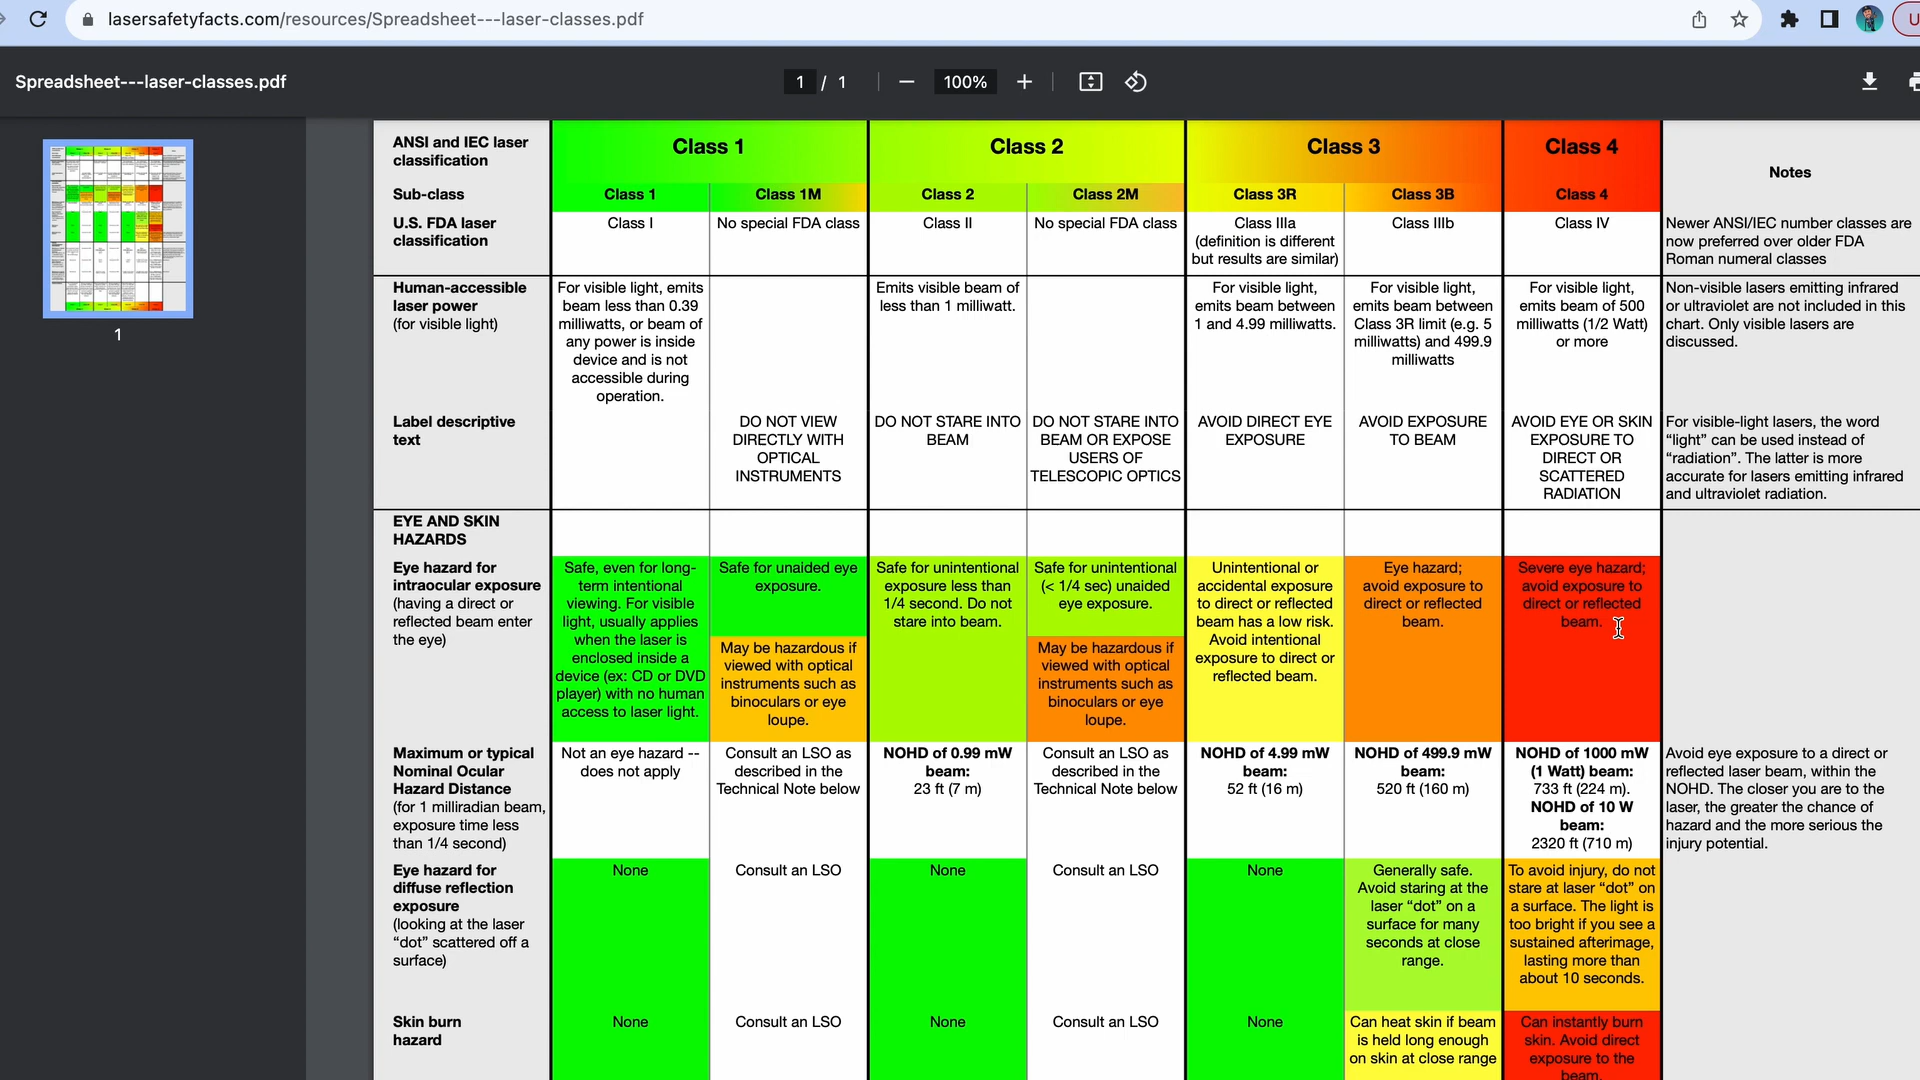 lasersafetyfacts.com/resources/Spreadsheet---laser-classes.pdf
U
Spreadsheet---laser-classes.pdf
1 / 1
100%
1
ANSI and IEC laser
classification
Class 1
Class 2
Class 3
Class 4
Notes
Sub-class
Class 1
Class 1M
Class 2
Class 2M
Class 3R
Class 3B
Class 4
U.S. FDA laser
classification
Class I
No special FDA class
Class II
No special FDA class
Class IIIa
(definition is different
but results are similar)
Class IIIb
Class IV
Newer ANSI/IEC number classes are
now preferred over older FDA
Roman numeral classes
Human-accessible
laser power
(for visible light)
For visible light, emits
beam less than 0.39
milliwatts, or beam of
any power is inside
device and is not
accessible during
operation.
Emits visible beam of
less than 1 milliwatt.
For visible light,
emits beam between
1 and 4.99 milliwatts.
For visible light,
emits beam between
Class 3R limit (e.g. 5
milliwatts) and 499.9
milliwatts
For visible light,
emits beam of 500
milliwatts (1/2 Watt)
or more
Non-visible lasers emitting infrared
or ultraviolet are not included in this
chart. Only visible lasers are
discussed.
Label descriptive
text
DO NOT VIEW
DIRECTLY WITH
OPTICAL
INSTRUMENTS
DO NOT STARE INTO
BEAM
DO NOT STARE INTO
BEAM OR EXPOSE
USERS OF
TELESCOPIC OPTICS
AVOID DIRECT EYE
EXPOSURE
AVOID EXPOSURE
TO BEAM
AVOID EYE OR SKIN
EXPOSURE TO
DIRECT OR
SCATTERED
RADIATION
For visible-light lasers, the word
“light” can be used instead of
“radiation”. The latter is more
accurate for lasers emitting infrared
and ultraviolet radiation.
EYE AND SKIN
HAZARDS
Eye hazard for
intraocular exposure
(having a direct or
reflected beam enter
the eye)
Safe, even for long-
term intentional
viewing. For visible
light, usually applies
when the laser is
enclosed inside a
device (ex: CD or DVD
player) with no human
access to laser light.
Safe for unaided eye
exposure.
May be hazardous if
viewed with optical
instruments such as
binoculars or eye
loupe.
Safe for unintentional
exposure less than
1/4 second. Do not
stare into beam.
Safe for unintentional
(< 1/4 sec) unaided
eye exposure.
May be hazardous if
viewed with optical
instruments such as
binoculars or eye
loupe.
Unintentional or
accidental exposure
to direct or reflected
beam has a low risk.
Avoid intentional
exposure to direct or
reflected beam.
Eye hazard;
avoid exposure to
direct or reflected
beam.
Severe eye hazard;
avoid exposure to
direct or reflected
beam.
Maximum or typical
Nominal Ocular
Hazard Distance
(for 1 milliradian beam,
exposure time less
than 1/4 second)
Not an eye hazard --
does not apply
Consult an LSO as
described in the
Technical Note below
NOHD of 0.99 mW
beam:
23 ft (7 m)
Consult an LSO as
described in the
Technical Note below
NOHD of 4.99 mW
beam:
52 ft (16 m)
NOHD of 499.9 mW
beam:
520 ft (160 m)
NOHD of 1000 mW
(1 Watt) beam:
733 ft (224 m).
NOHD of 10 W
beam:
2320 ft (710 m)
Avoid eye exposure to a direct or
reflected laser beam, within the
NOHD. The closer you are to the
laser, the greater the chance of
hazard and the more serious the
injury potential.
Eye hazard for
diffuse reflection
exposure
(looking at the laser
“dot” scattered off a
surface)
None
Consult an LSO
None
Consult an LSO
None
Generally safe.
Avoid staring at the
laser “dot” on a
surface for many
seconds at close
range.
To avoid injury, do not
stare at laser “dot” on
a surface. The light is
too bright if you see a
sustained afterimage,
lasting more than
about 10 seconds.
Skin burn
hazard
None
Consult an LSO
None
Consult an LSO
None
Can heat skin if beam
is held long enough
on skin at close range
Can instantly burn
skin. Avoid direct
exposure to the
beam.